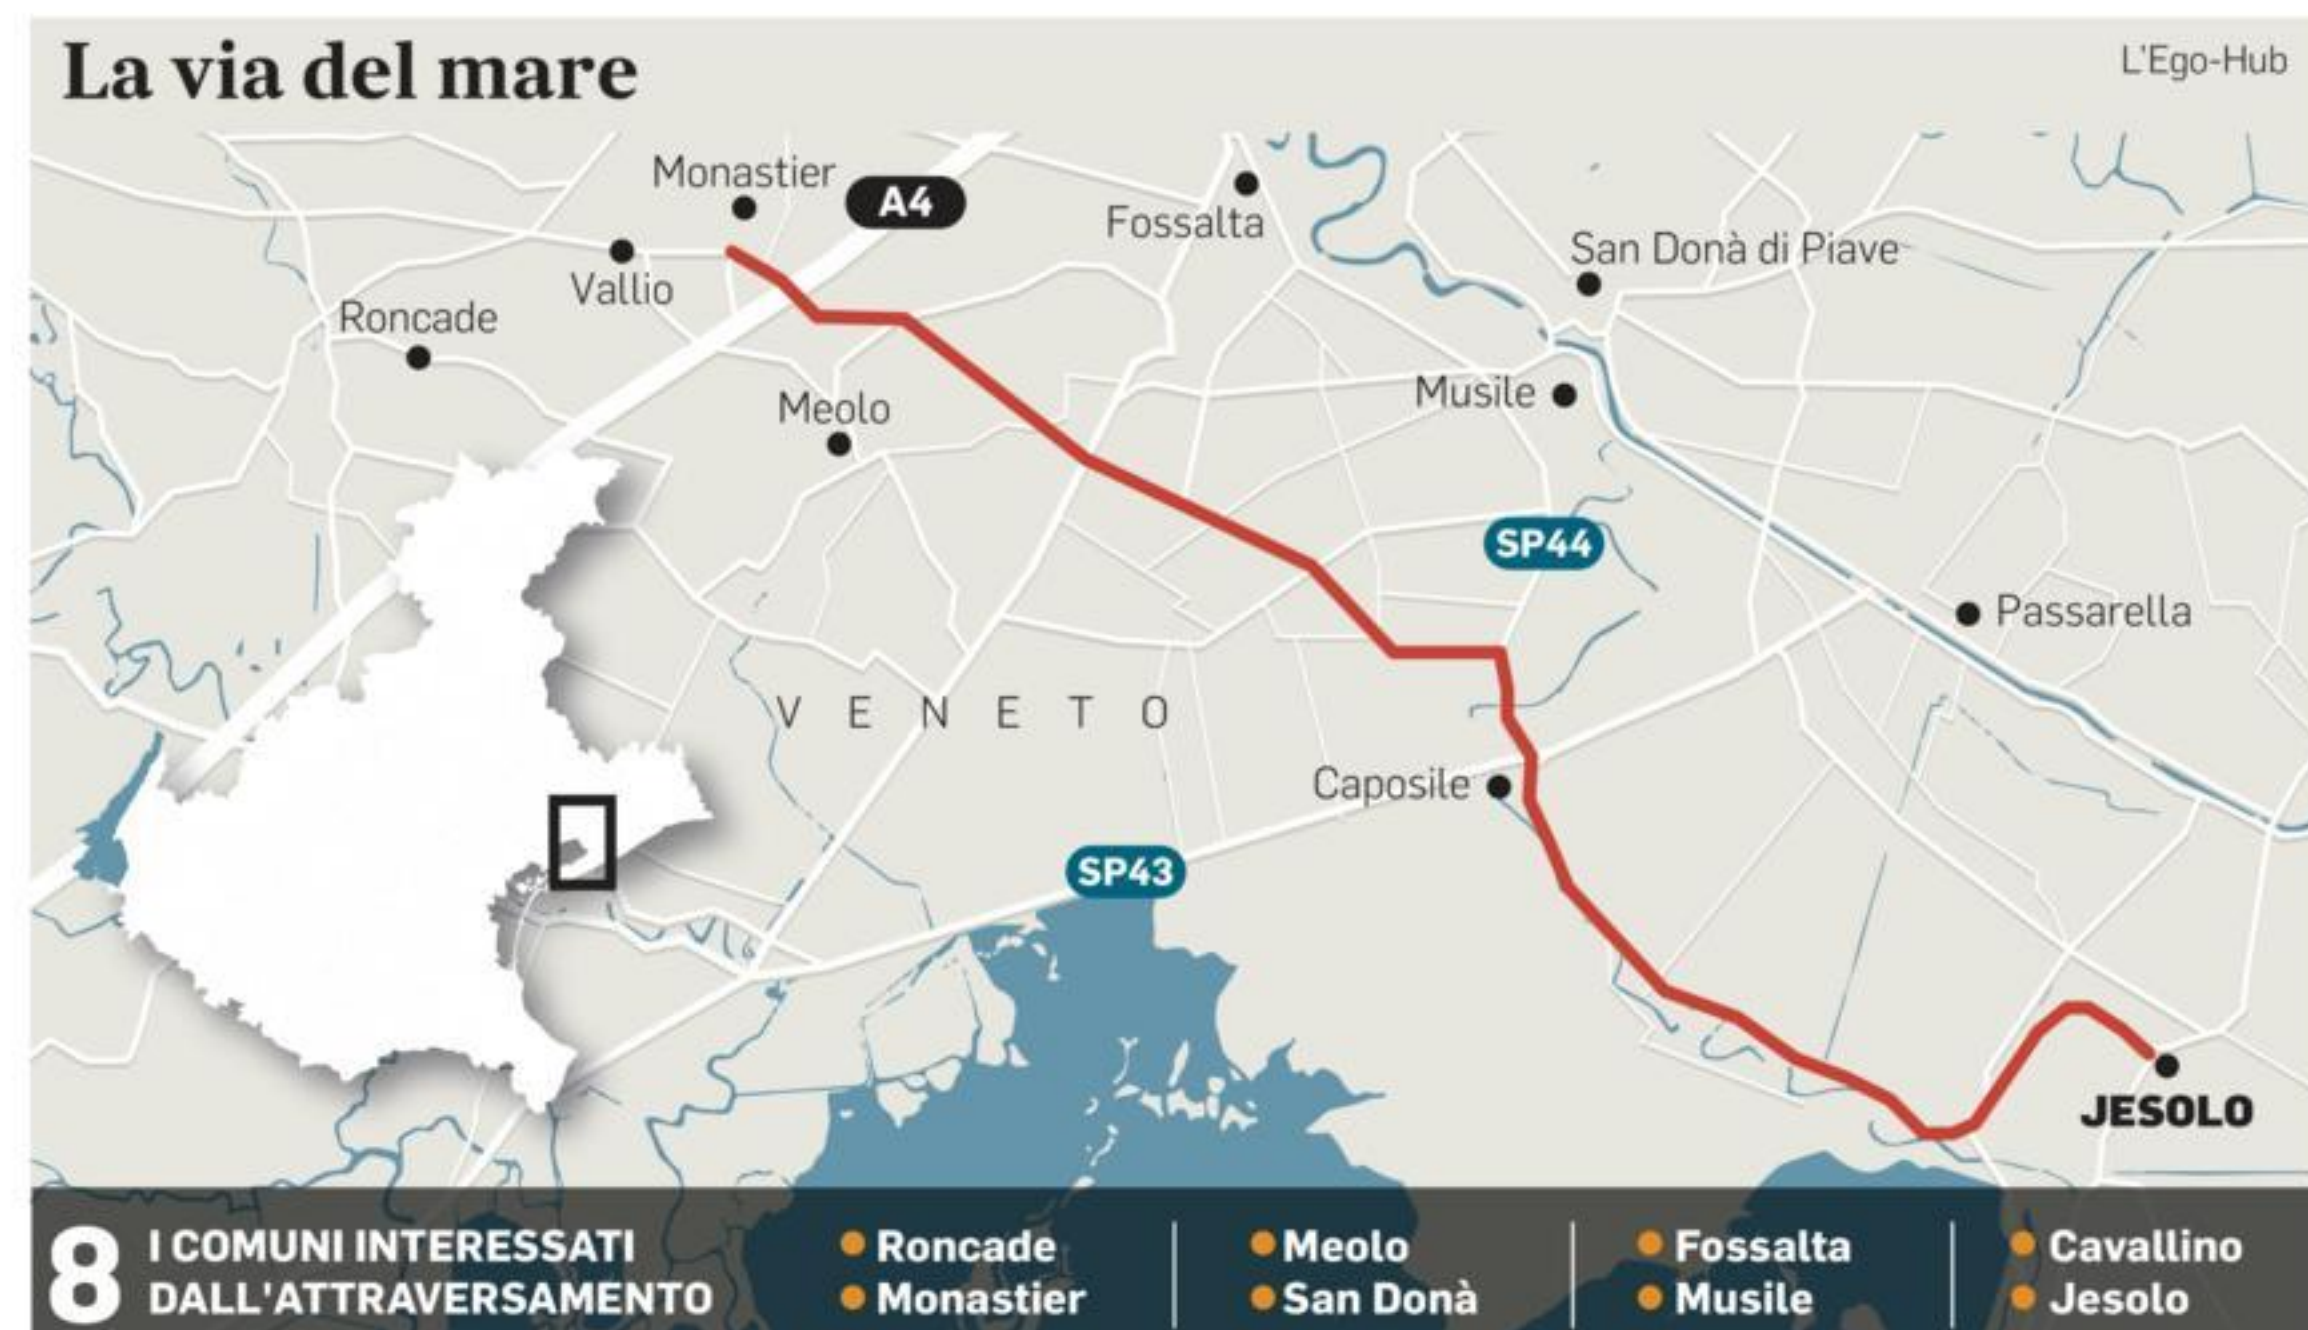 La via del mare
L'Ego-Hub
Monastier
A4
Fossalta
San Donà di Piave
Vallio
Roncade
Musile
Meolo
SP44
Passarella
VENETO
Caposile
SP43
JESOLO
8 I COMUNI INTERESSATI
DALL'ATTRAVERSAMENTO
Roncade
Monastier
Meolo
San Donà
Fossalta
Musile
Cavallino
Jesolo